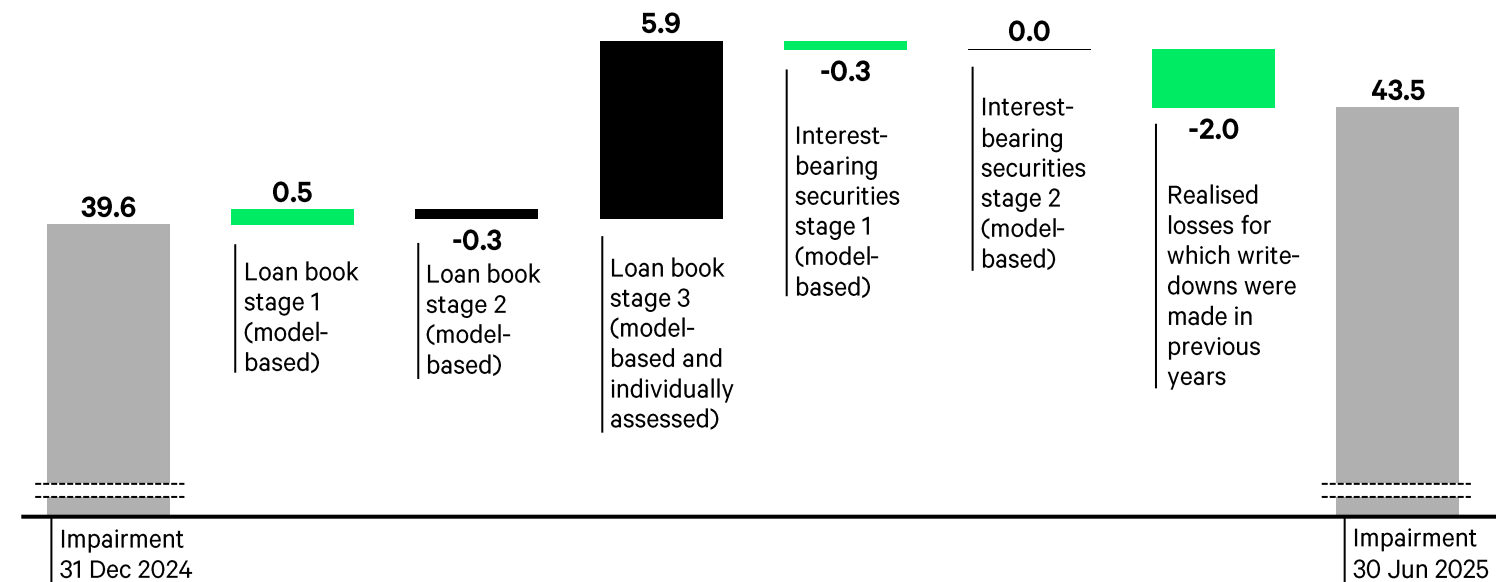 39.6
Impairment
31 Dec 2024
0.5
Loan book
stage 1
(model-
based)
-0.3
Loan book
stage 2
(model-
based)
5.9
Loan book
stage 3
(model-
based and
individually
assessed)
-0.3
Interest-
bearing
securities
stage 1
(model-
based)
0.0
Interest-
bearing
securities
stage 2
(model-
based)
-2.0
Realised
losses for
which write-
downs were
made in
previous
years
43.5
Impairment
30 Jun 2025